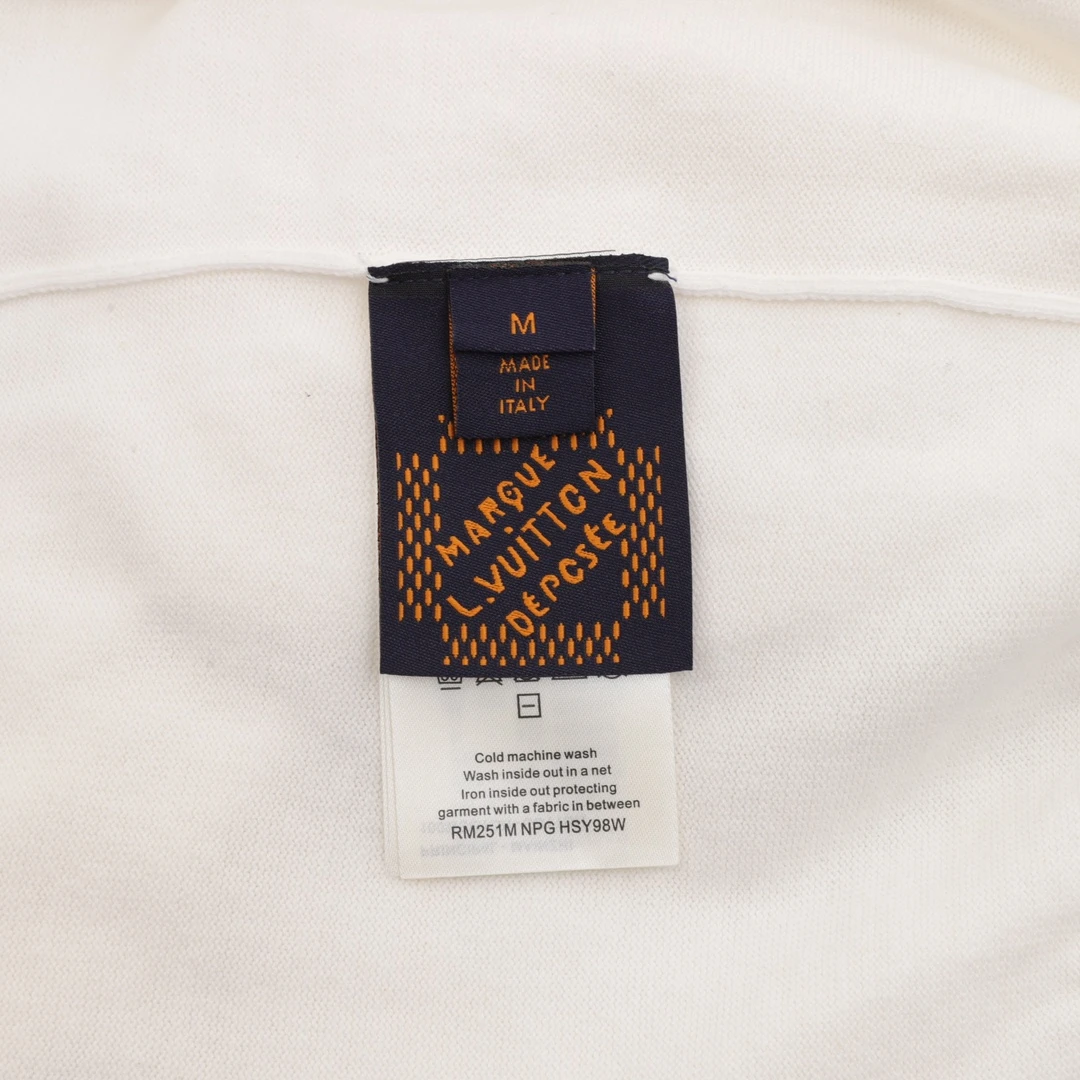 M
MADE
IN
ITALY
MARQUE
L.VUITTON
DÉPOSÉE
Cold machine wash
Wash inside out in a net
Iron inside out protecting
garment with a fabric in between
RM251M NPG HSY98W